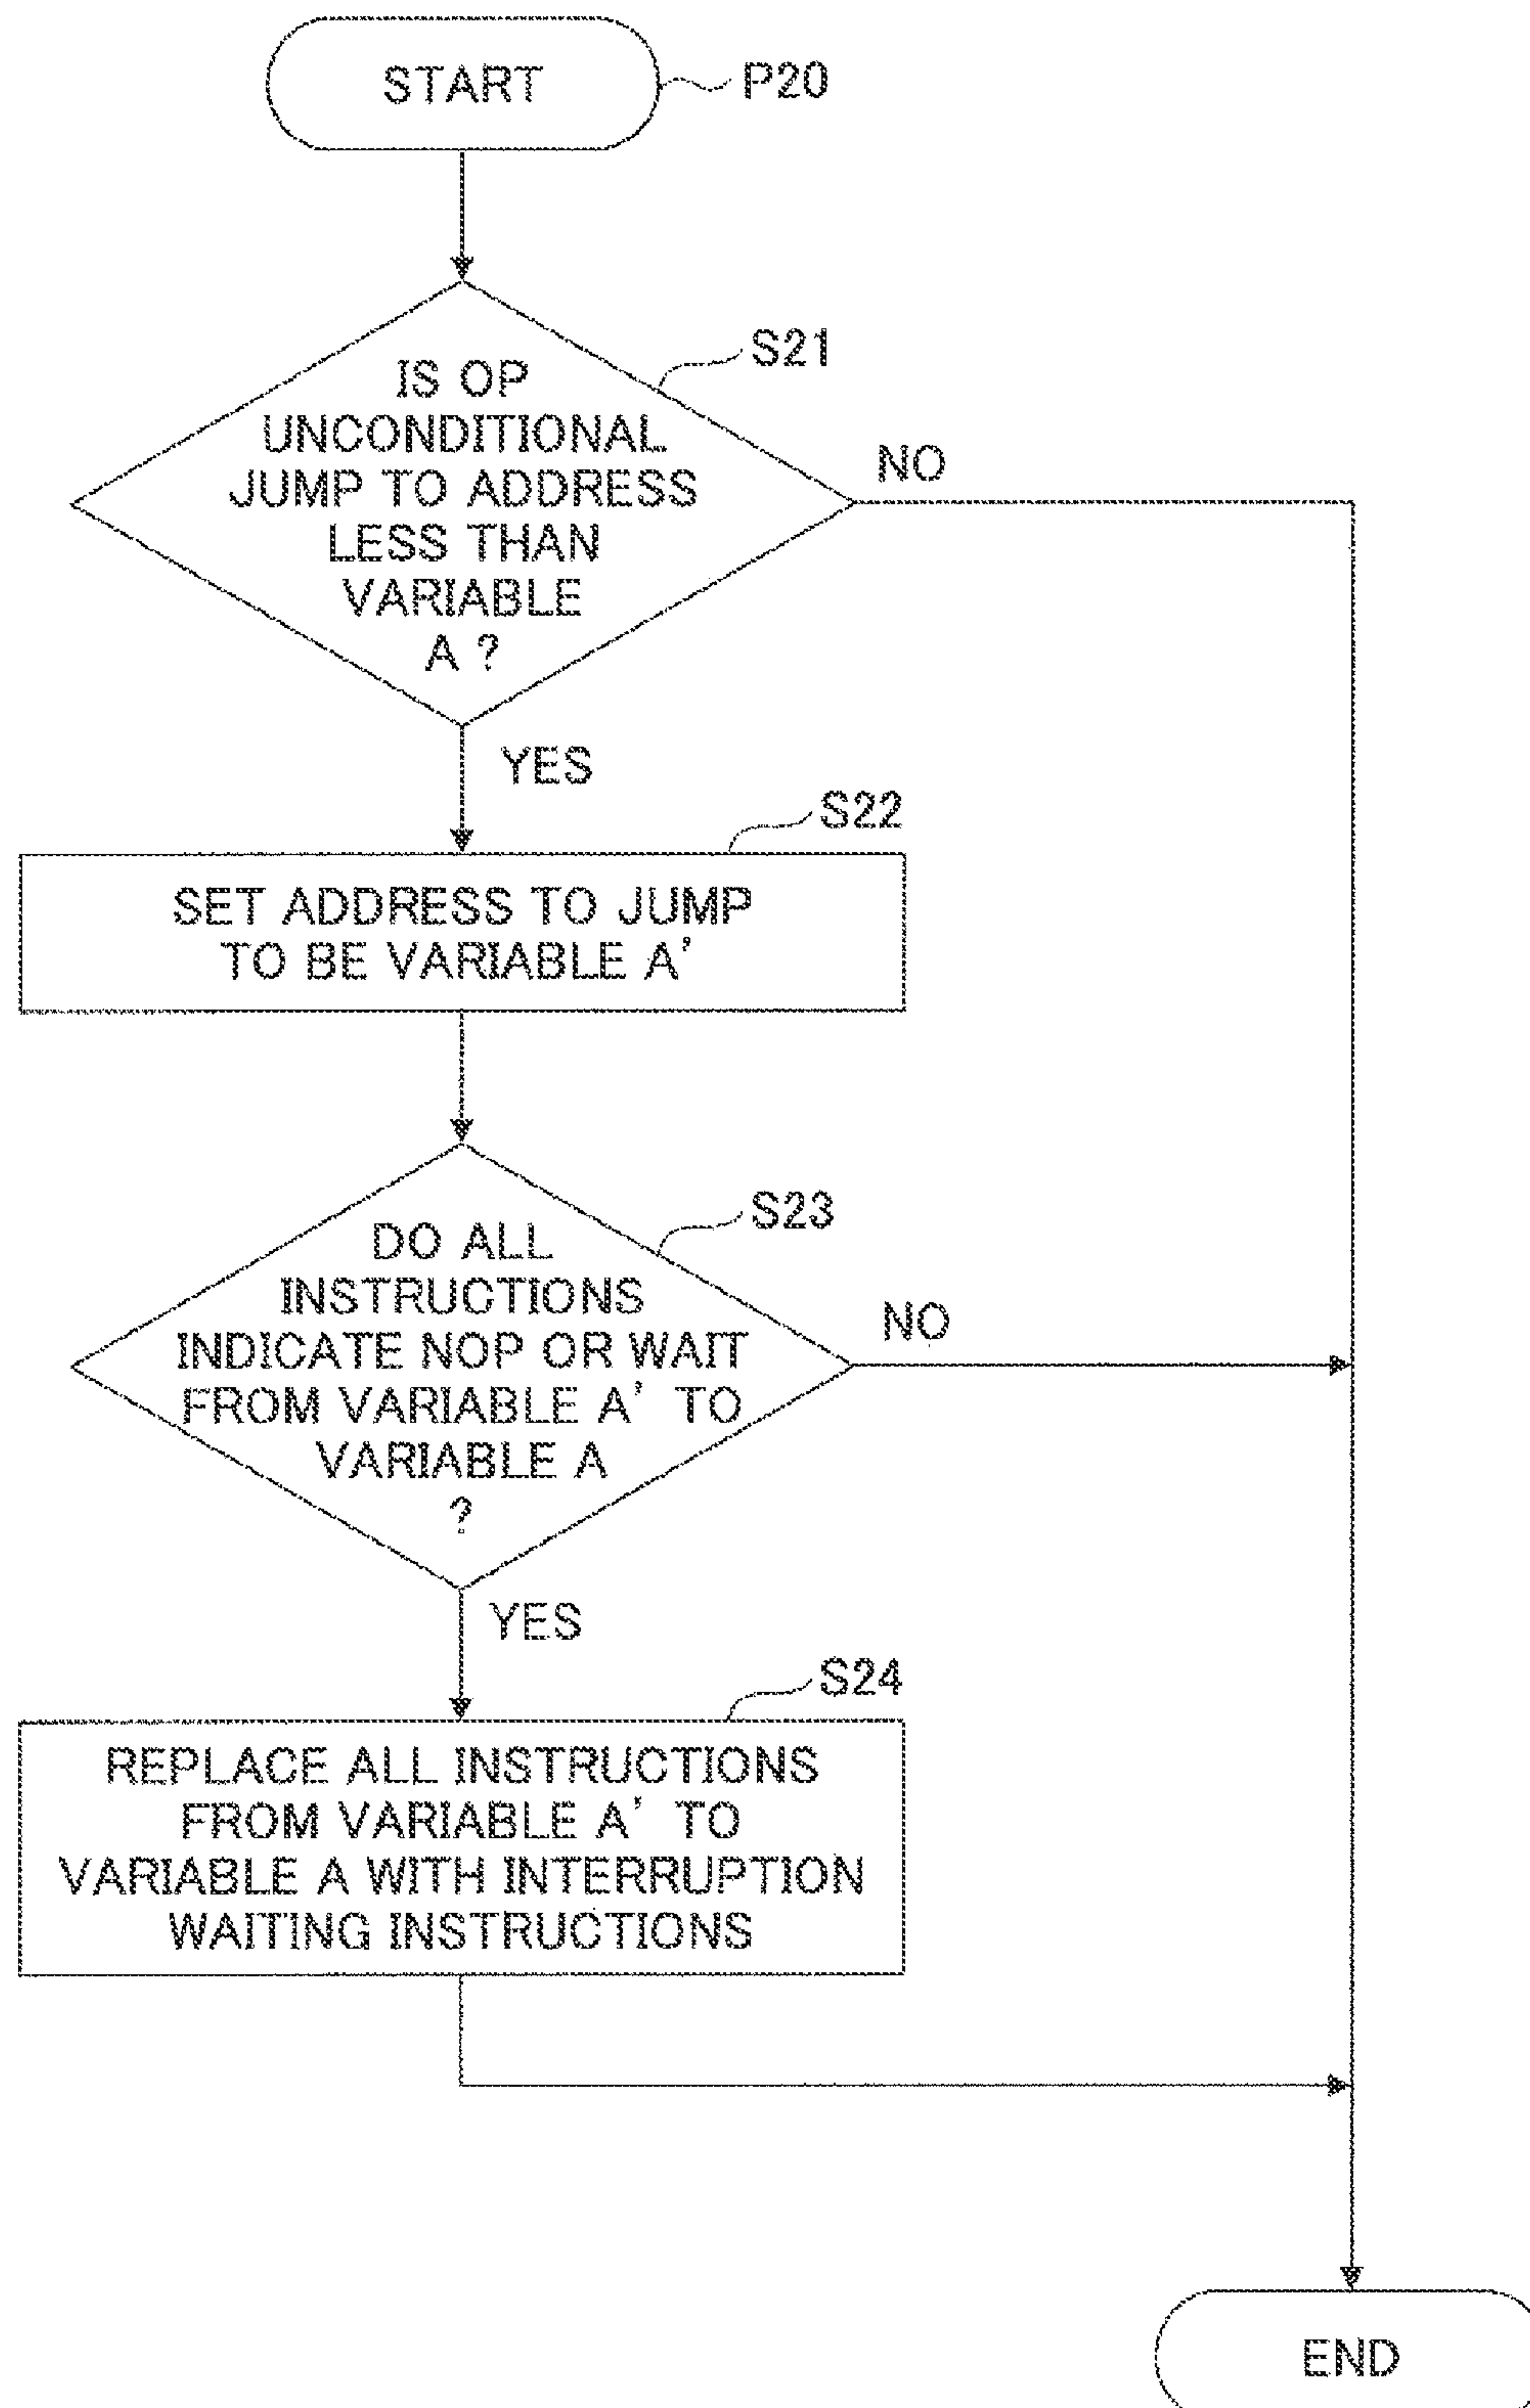 START
P20
IS OP
UNCONDITIONAL
JUMP TO ADDRESS
LESS THAN
VARIABLE
A ?
S21
NO
YES
S22
SET ADDRESS TO JUMP
TO BE VARIABLE A'
S23
DO ALL
INSTRUCTIONS
INDICATE NOP OR WAIT
FROM VARIABLE A' TO
VARIABLE A
?
NO
YES
S24
REPLACE ALL INSTRUCTIONS
FROM VARIABLE A' TO
VARIABLE A WITH INTERRUPTION
WAITING INSTRUCTIONS
END